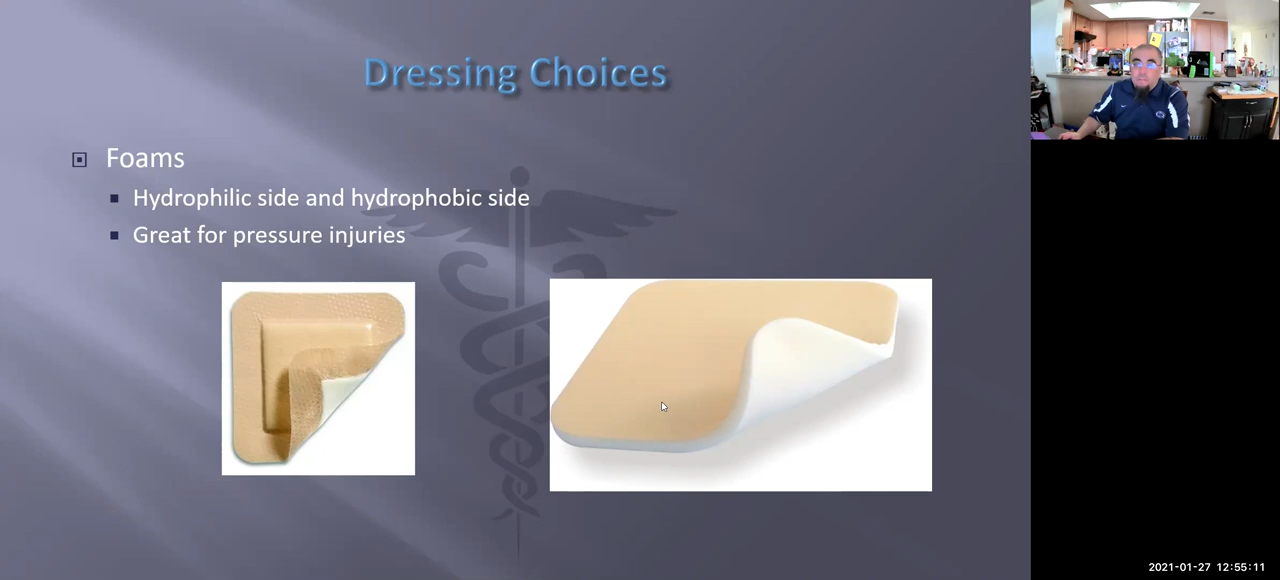 Dressing Choices
Foams
Hydrophilic side and hydrophobic side
Great for pressure injuries
2021-01-27 12:55:11